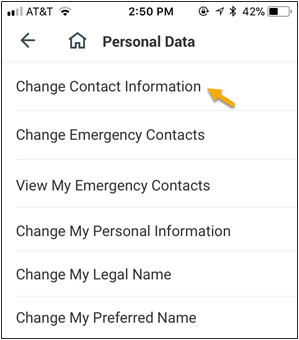 AT&T 2:50 PM 42%
Personal Data
Change Contact Information
Change Emergency Contacts
View My Emergency Contacts
Change My Personal Information
Change My Legal Name
Change My Preferred Name